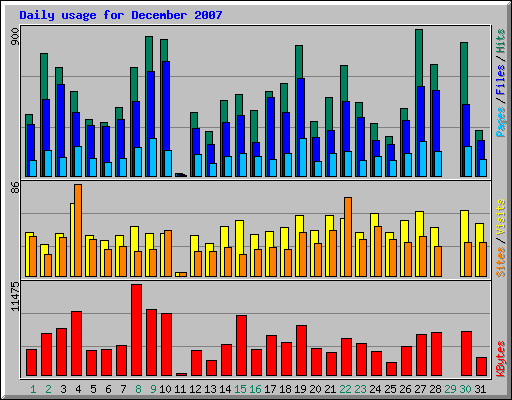 Daily usage for December 2007
900
Pages / Files / Hits
86
Sites / Visits
11475
KBytes
1 2 3 4 5 6 7 8 9 10 11 12 13 14 15 16 17 18 19 20 21 22 23 24 25 26 27 28 29 30 31